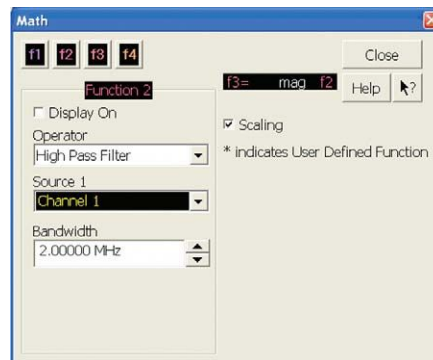 Math
f1 f2 f3 f4
Close
Function 2
f3= mag f2
Help ?
Display On
Scaling
Operator
High Pass Filter
* indicates User Defined Function
Source 1
Channel 1
Bandwidth
2.00000 MHz